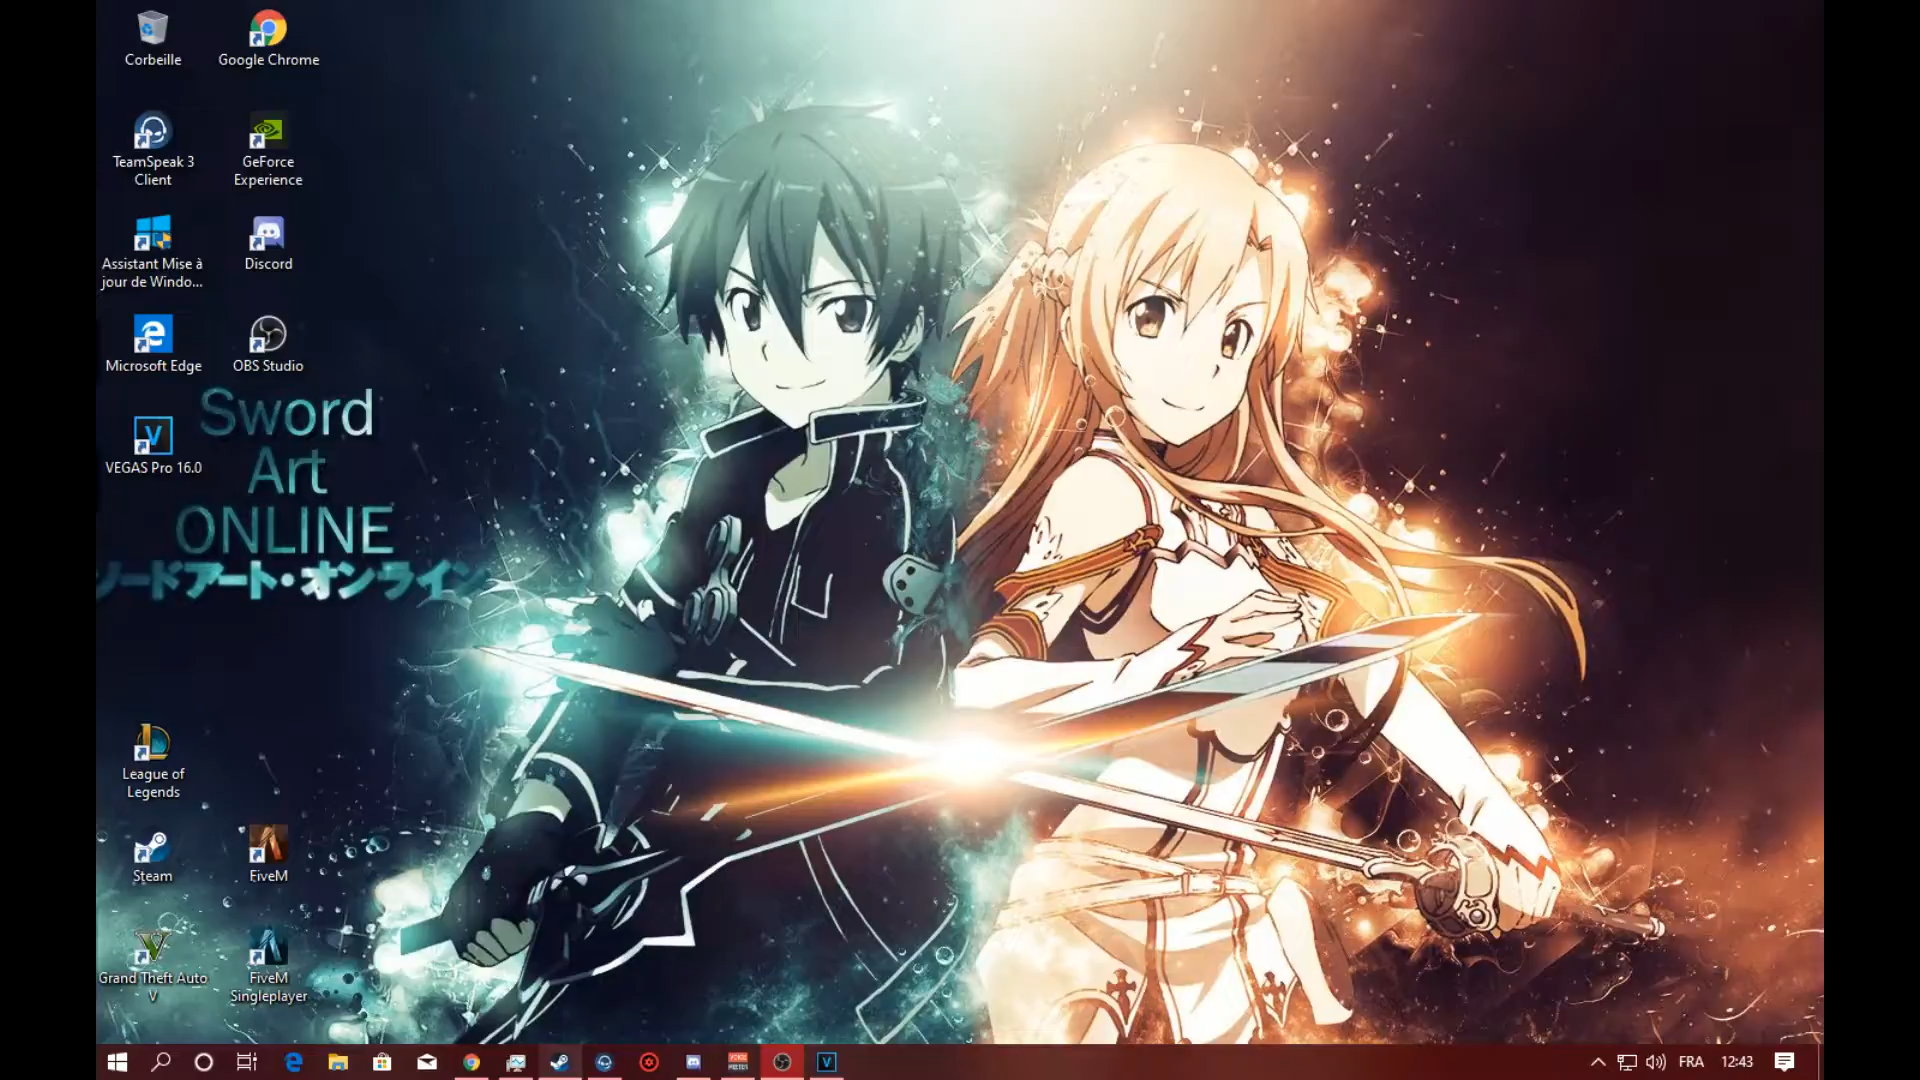 Corbeille
Google Chrome
TeamSpeak 3
Client
GeForce
Experience
Assistant Mise à
jour de Windo...
Discord
Microsoft Edge
OBS Studio
VEGAS Pro 16.0
Sword
Art
ONLINE
ソードアート・オンライン
League of
Legends
Steam
FiveM
Grand Theft Auto
V
FiveM
Singleplayer
FRA
12:43